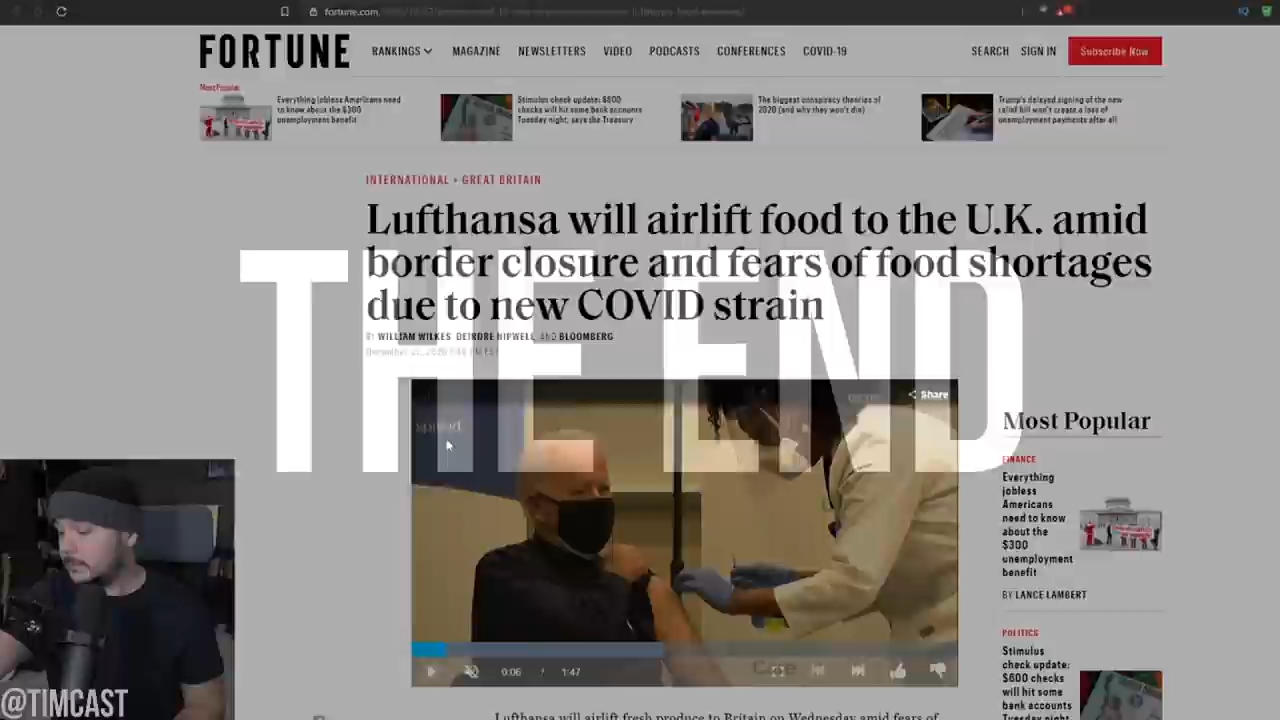 fortune.com
FORTUNE
RANKINGS
MAGAZINE
NEWSLETTERS
VIDEO
PODCASTS
CONFERENCES
COVID-19
SEARCH
SIGN IN
Subscribe Now
Most Popular
Everything jobless Americans need
to know about the $300
unemployment benefit
Stimulus check update: $600
checks will hit some bank accounts
Tuesday night, says the Treasury
The biggest conspiracy theories of
2020 (and why they won't die)
Trump's delayed signing of the new
relief bill won't create a loss of
unemployment payments after all
INTERNATIONAL • GREAT BRITAIN
Lufthansa will airlift food to the U.K. amid
border closure and fears of food shortages
due to new COVID strain
THE END
BY WILLIAM WILKES, DEIRDRE HIPWELL, AND BLOOMBERG
spread
Share
0:06 / 1:47
Care
Most Popular
FINANCE
Everything
jobless
Americans
need to know
about the
$300
unemployment
benefit
BY LANCE LAMBERT
POLITICS
Stimulus
check update:
$600 checks
will hit some
bank accounts
Tuesday night
Lufthansa will airlift fresh produce to Britain on Wednesday amid fears of
@TIMCAST